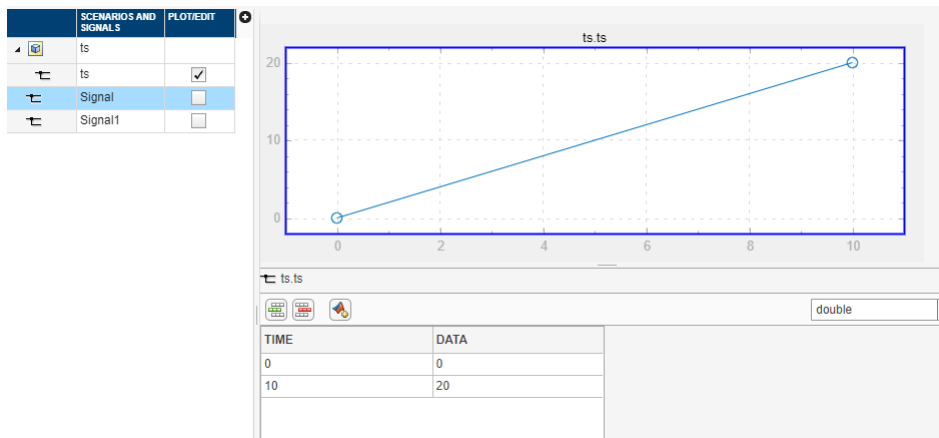 SCENARIOS AND SIGNALS PLOT/EDIT
ts
ts
Signal
Signal1
ts.ts
20
10
0
0 2 4 6 8 10
ts.ts
double
TIME DATA
0 0
10 20